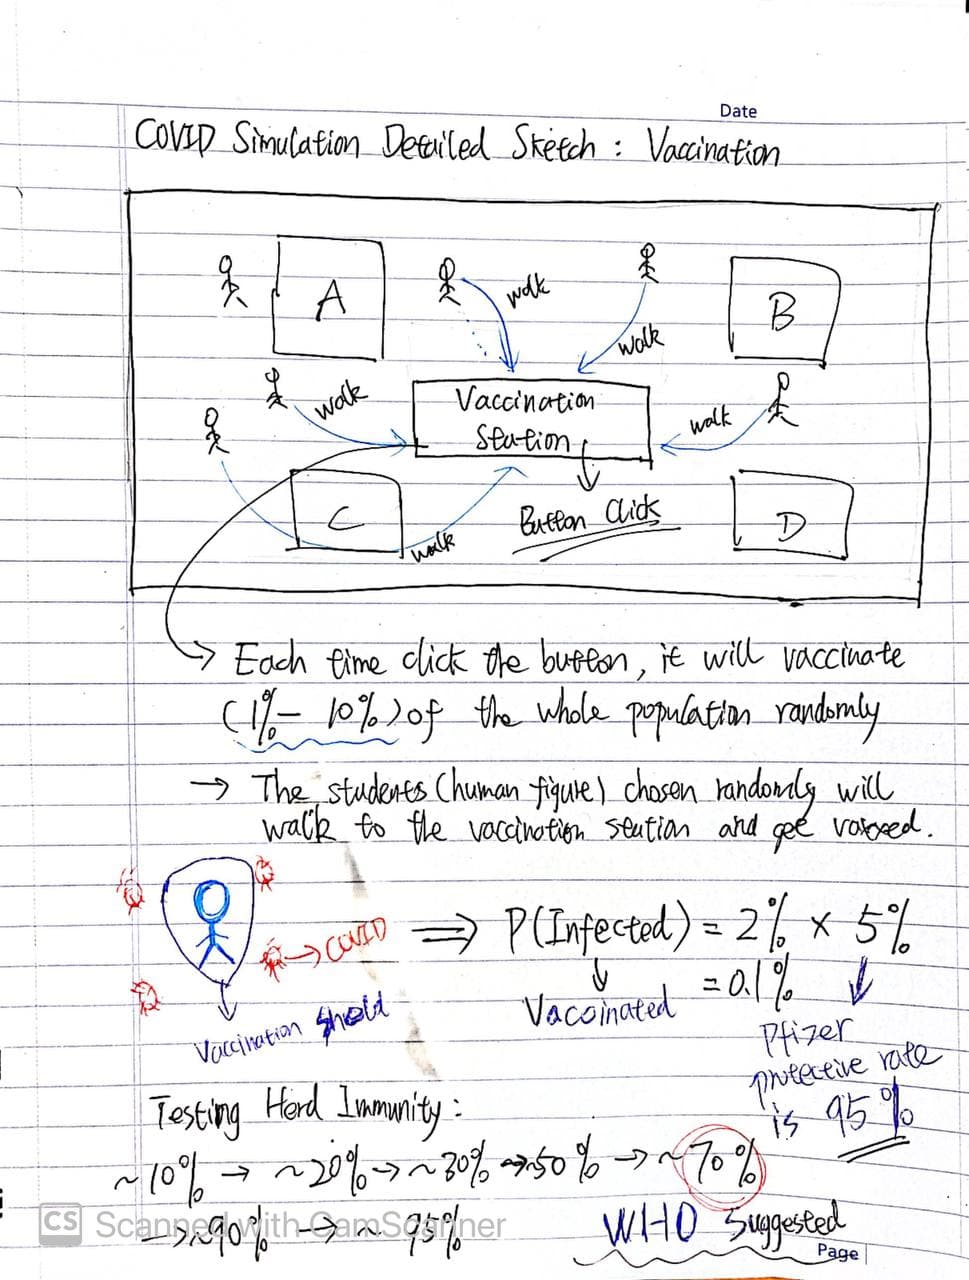 Date
COVID Simulation Detailed Sketch : Vaccination
A
walk
walk
B
walk
Vaccination
Station
walk
C
walk
Button Click
D
→ Each time click the button, it will vaccinate
(1% - 10%) of the whole population randomly
→ The students (human figure) chosen randomly will
walk to the vaccination station and get vaxxed.
→ COVID
Vaccination Shield
⇒ P(Infected) = 2% × 5%
= 0.1%
Vaccinated
Pfizer
protective rate
is 95%
Testing Herd Immunity :
~10% → ~20% → ~30% → ~50% → ~70%
→ ~90% → ~95%
WHO Suggested
CS Scanned with CamScanner
Page